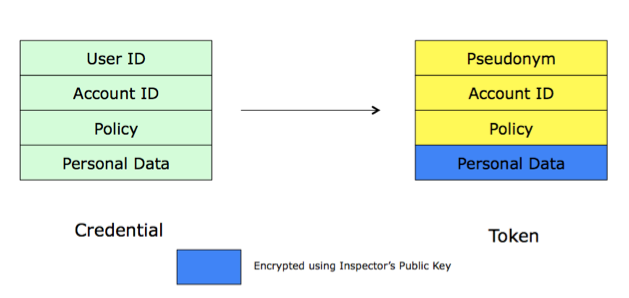 User ID
Account ID
Policy
Personal Data
Credential
Pseudonym
Account ID
Policy
Personal Data
Token
Encrypted using Inspector's Public Key